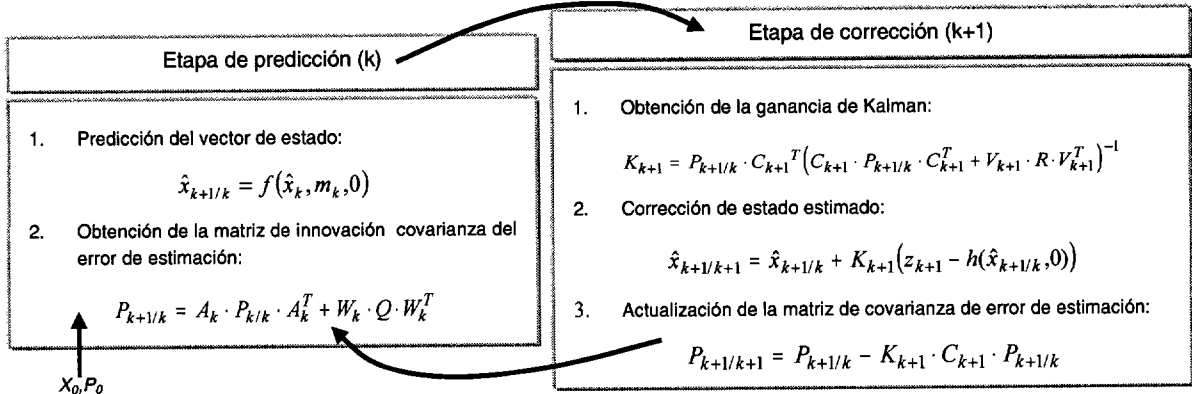 Etapa de predicción (k)
1. Predicción del vector de estado:
x̂_{k+1/k} = f(x̂_k, m_k, 0)
2. Obtención de la matriz de innovación covarianza del
error de estimación:
P_{k+1/k} = A_k · P_{k/k} · A_k^T + W_k · Q · W_k^T
X_0, P_0
Etapa de corrección (k+1)
1. Obtención de la ganancia de Kalman:
K_{k+1} = P_{k+1/k} · C_{k+1}^T (C_{k+1} · P_{k+1/k} · C_{k+1}^T + V_{k+1} · R · V_{k+1}^T)^{-1}
2. Corrección de estado estimado:
x̂_{k+1/k+1} = x̂_{k+1/k} + K_{k+1}(z_{k+1} − h(x̂_{k+1/k}, 0))
3. Actualización de la matriz de covarianza de error de estimación:
P_{k+1/k+1} = P_{k+1/k} − K_{k+1} · C_{k+1} · P_{k+1/k}